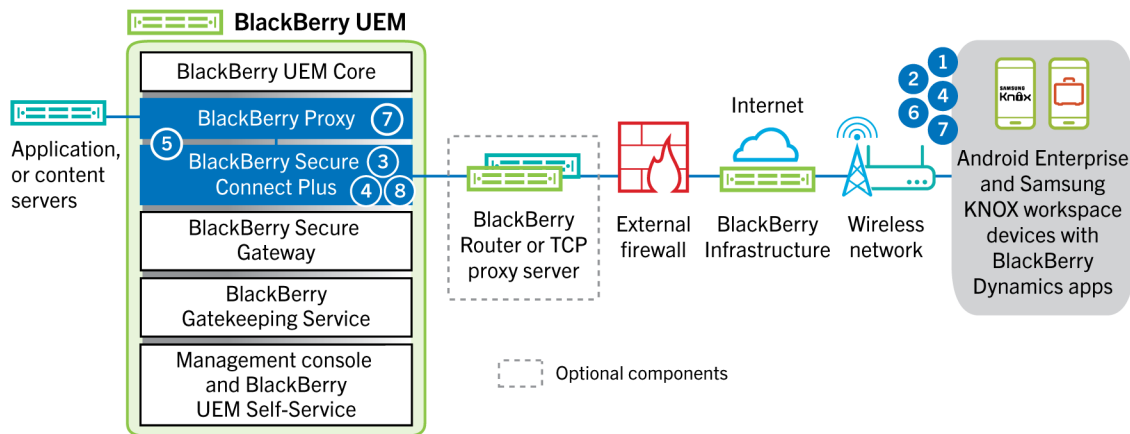 BlackBerry UEM
BlackBerry UEM Core
BlackBerry Proxy
7
5
BlackBerry Secure
Connect Plus
3
4
8
BlackBerry Secure
Gateway
BlackBerry
Gatekeeping Service
Management console
and BlackBerry
UEM Self-Service
Application,
or content
servers
BlackBerry
Router or TCP
proxy server
Optional components
External
firewall
Internet
BlackBerry
Infrastructure
Wireless
network
1
2
4
6
7
SAMSUNG
Knox
Android Enterprise
and Samsung
KNOX workspace
devices with
BlackBerry
Dynamics apps